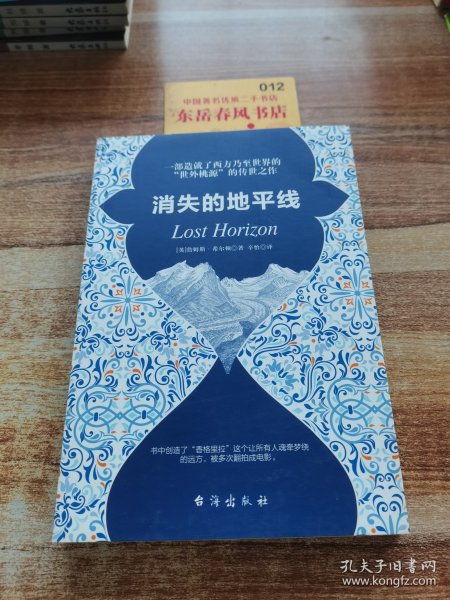 012
中国著名优质二手书店
东岳春风书店
一部造就了西方乃至世界的
“世外桃源”的传世之作
消失的地平线
Lost Horizon
[英]詹姆斯·希尔顿◎著 辛怡◎译
书中创造了“香格里拉”这个让所有人魂牵梦绕
的远方，被多次翻拍成电影。
台海出版社
孔夫子旧书网
www.kongfz.com